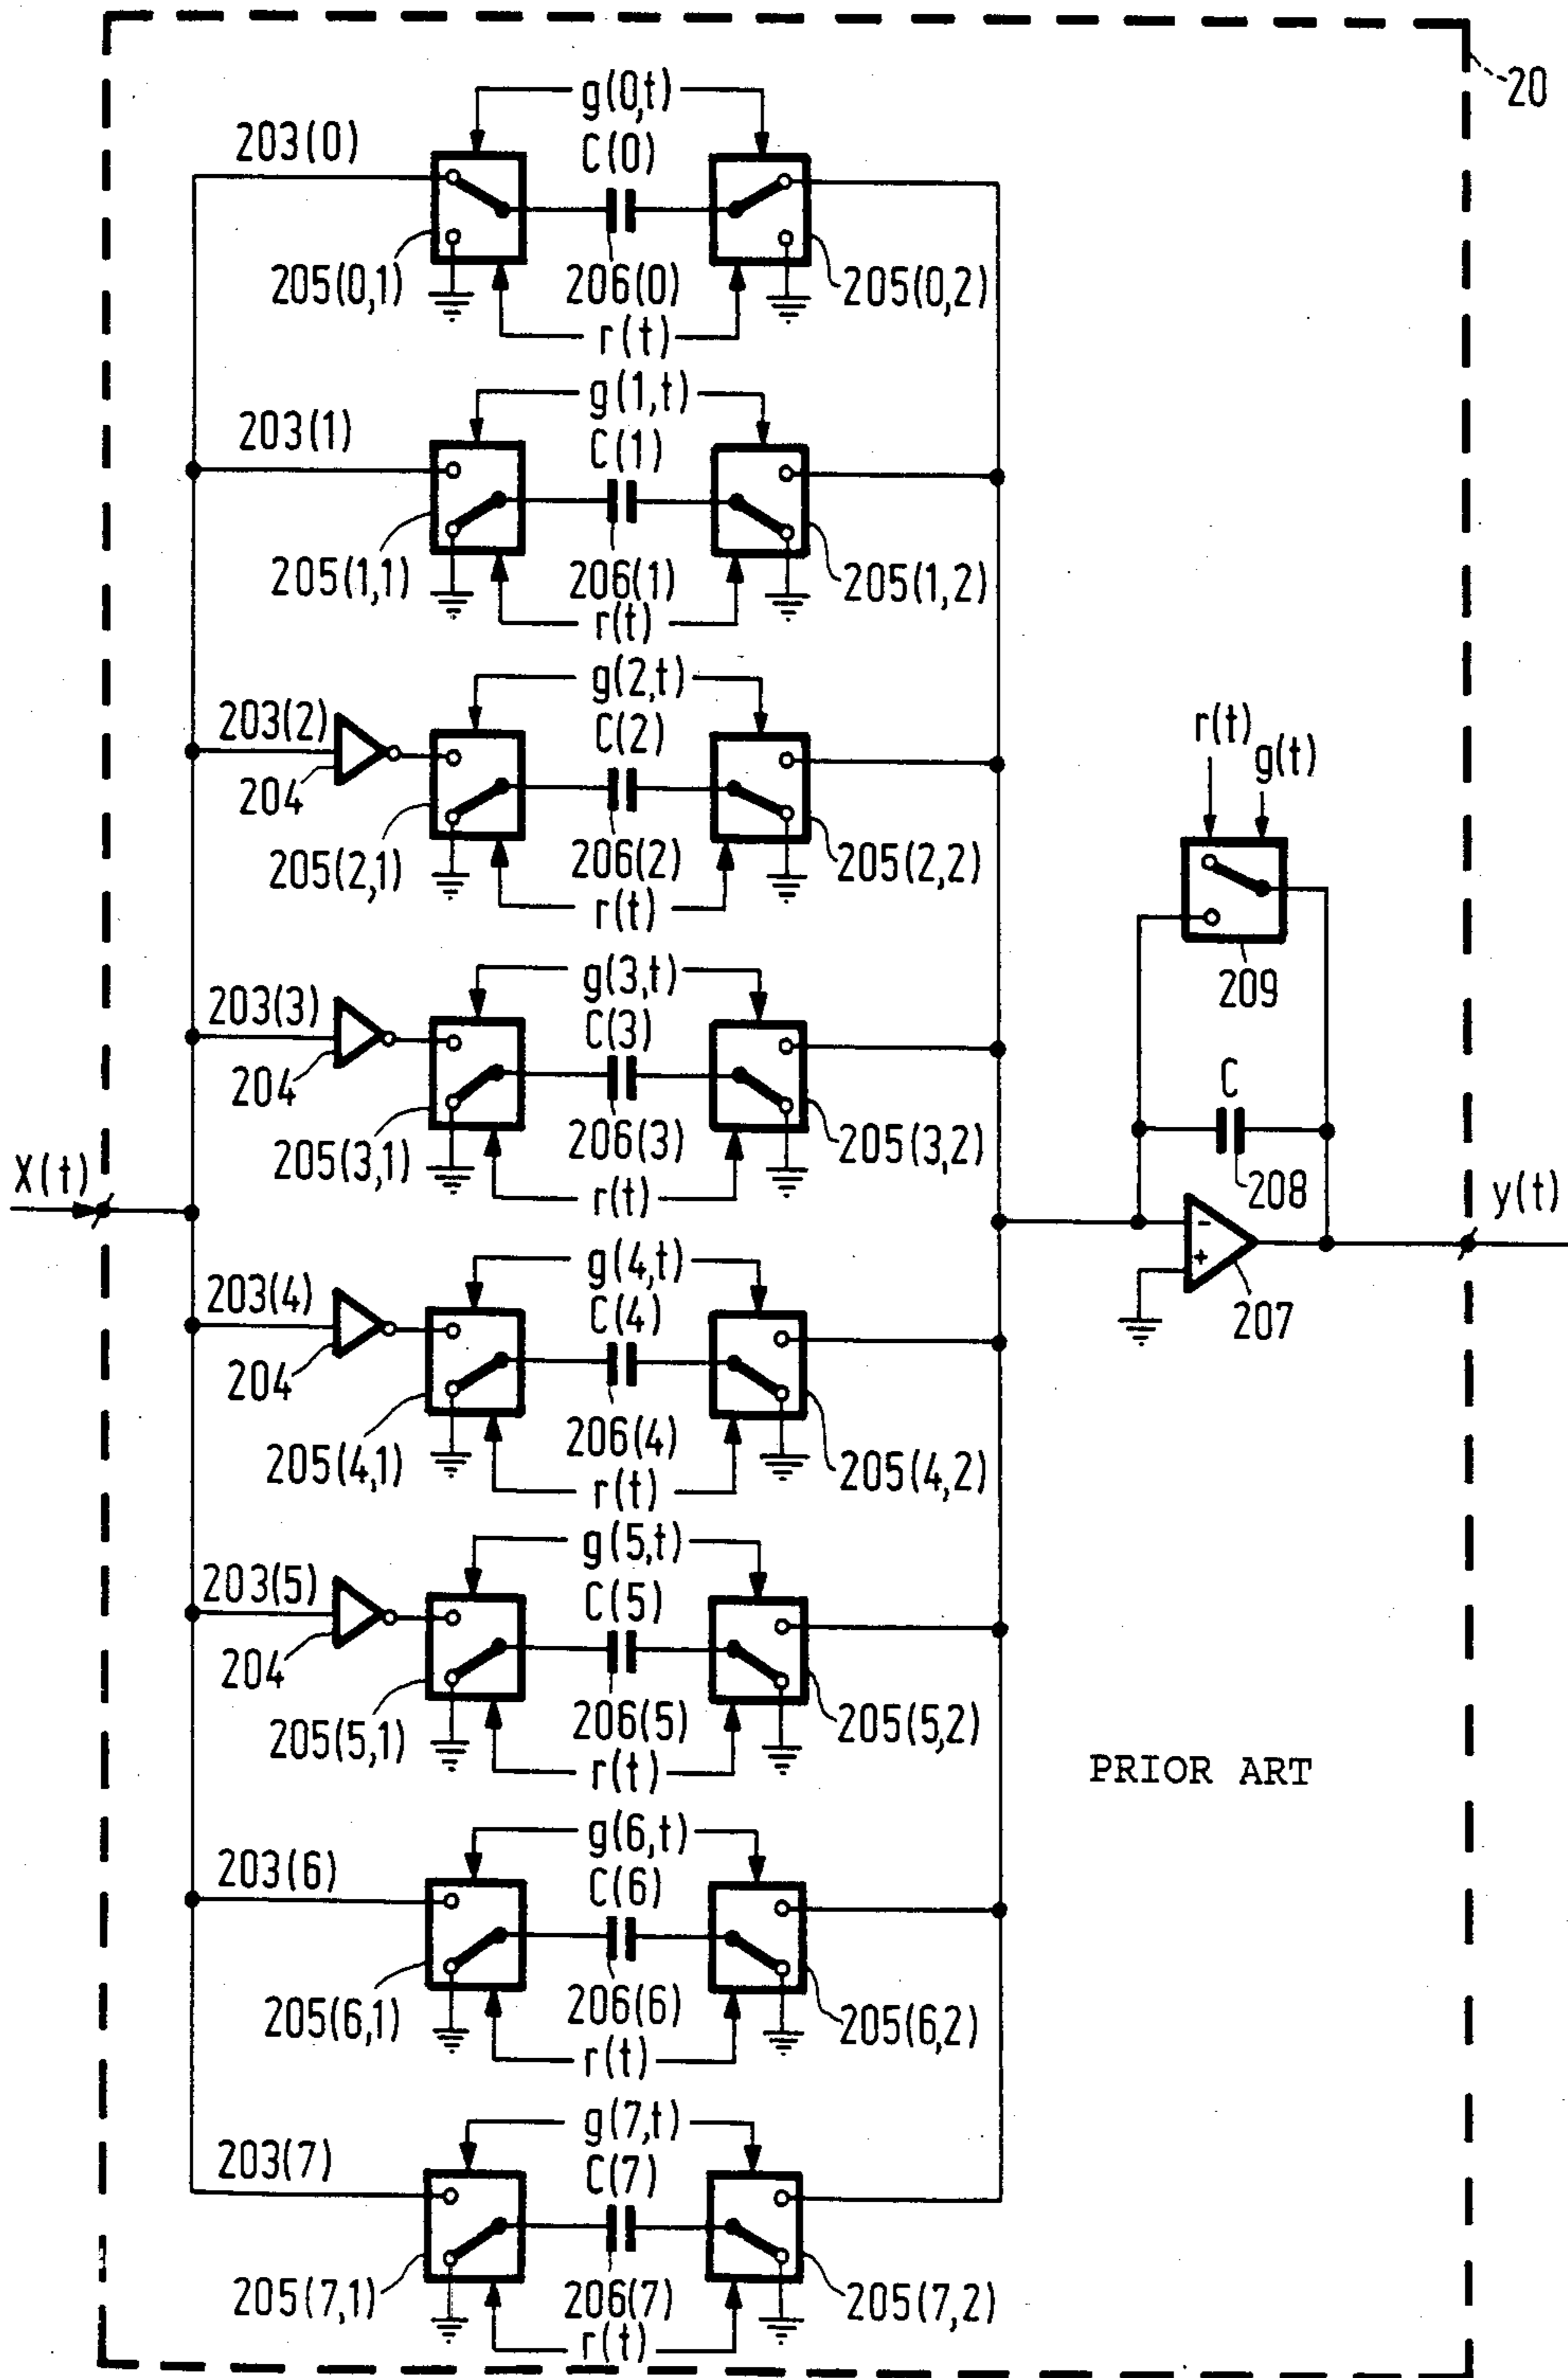 20
g(0,t)
203(0)
C(0)
205(0,1)
206(0)
205(0,2)
r(t)
g(1,t)
203(1)
C(1)
205(1,1)
206(1)
205(1,2)
r(t)
g(2,t)
203(2)
C(2)
204
205(2,1)
206(2)
205(2,2)
r(t)
r(t)
g(t)
209
g(3,t)
203(3)
C(3)
204
205(3,1)
206(3)
205(3,2)
r(t)
C
208
X(t)
y(t)
-
+
207
g(4,t)
203(4)
C(4)
204
205(4,1)
206(4)
205(4,2)
r(t)
g(5,t)
203(5)
C(5)
204
205(5,1)
206(5)
205(5,2)
r(t)
PRIOR ART
g(6,t)
203(6)
C(6)
205(6,1)
206(6)
205(6,2)
r(t)
g(7,t)
203(7)
C(7)
205(7,1)
206(7)
205(7,2)
r(t)